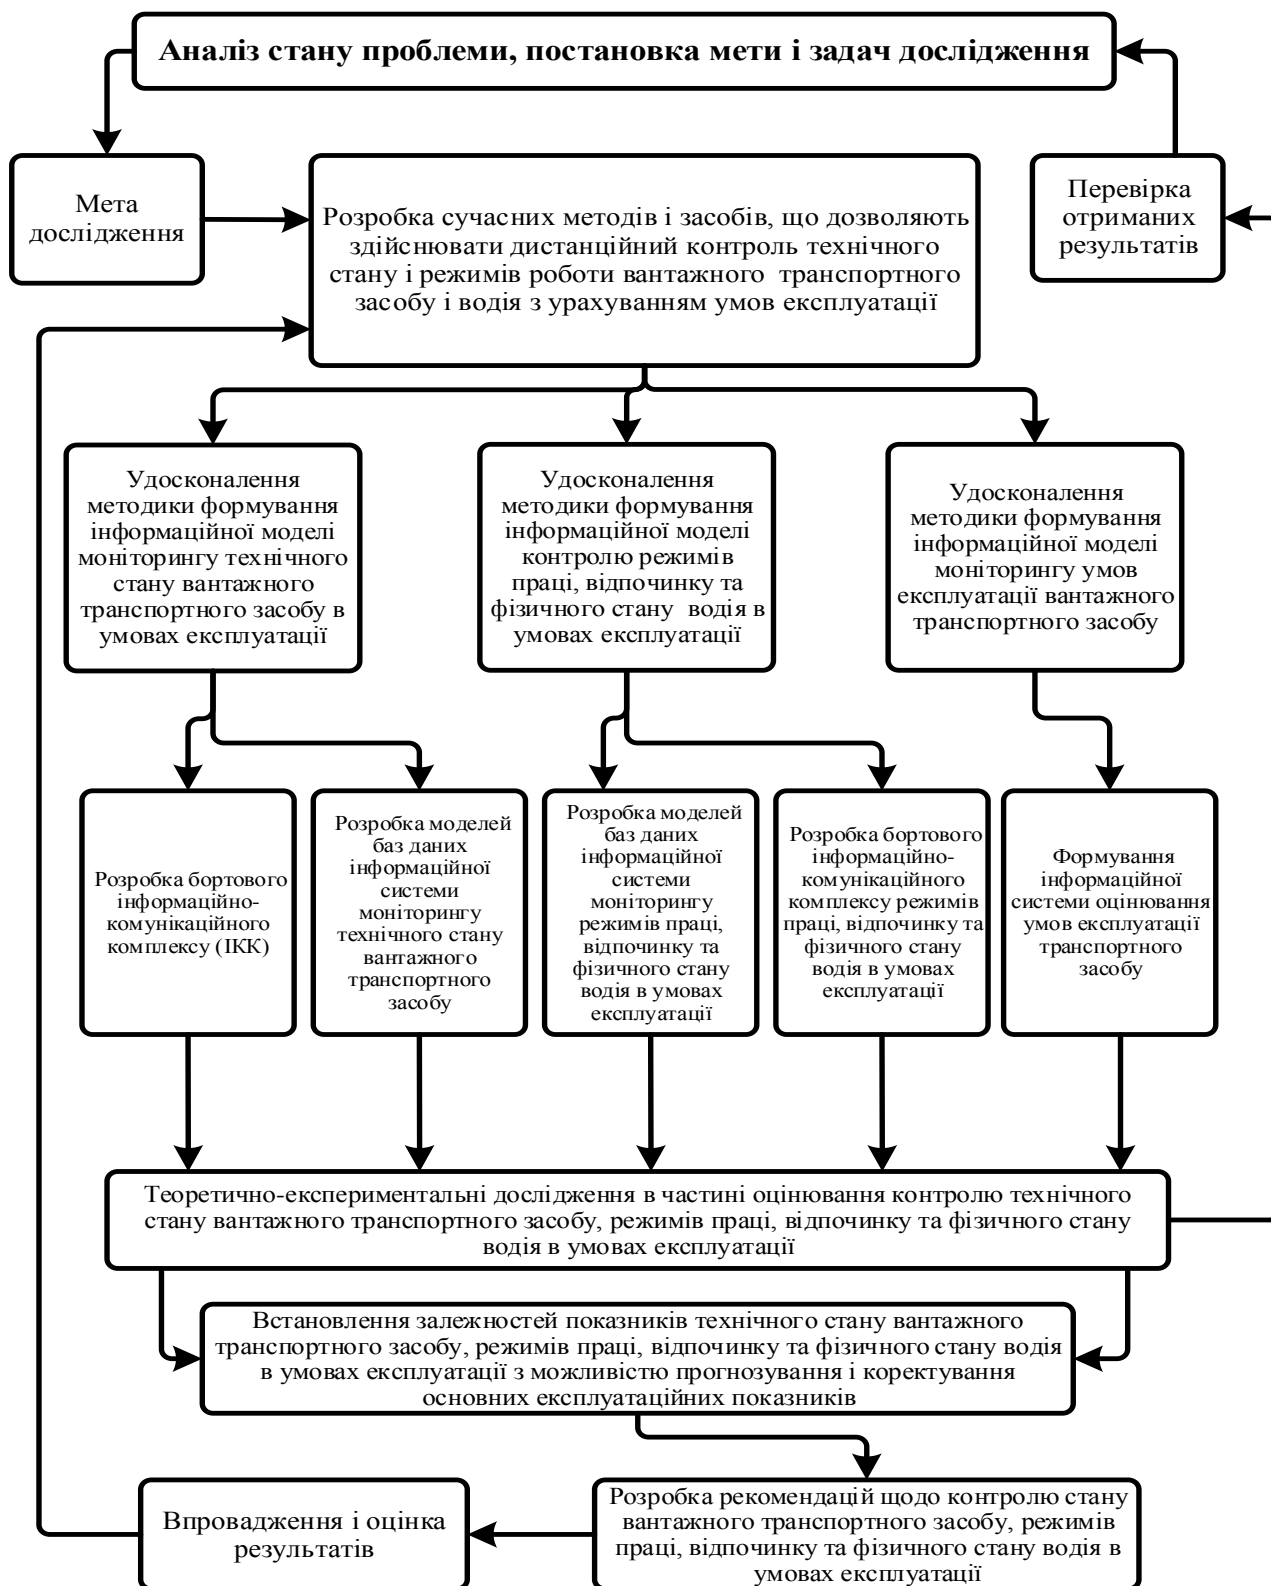 Аналіз стану проблеми, постановка мети і задач дослідження
Мета
дослідження
Розробка сучасних методів і засобів, що дозволяють
здійснювати дистанційний контроль технічного
стану і режимів роботи вантажного транспортного
засобу і водія з урахуванням умов експлуатації
Перевірка
отриманих
результатів
Удосконалення
методики формування
інформаційної моделі
моніторингу технічного
стану вантажного
транспортного засобу в
умовах експлуатації
Удосконалення
методики формування
інформаційної моделі
контролю режимів
праці, відпочинку та
фізичного стану водія в
умовах експлуатації
Удосконалення
методики формування
інформаційної моделі
моніторингу умов
експлуатації вантажного
транспортного засобу
Розробка бортового
інформаційно-
комунікаційного
комплексу (ІКК)
Розробка моделей
баз даних
інформаційної
системи
моніторингу
технічного стану
вантажного
транспортного
засобу
Розробка моделей
баз даних
інформаційної
системи
моніторингу
режимів праці,
відпочинку та
фізичного стану
водія в умовах
експлуатації
Розробка бортового
інформаційно-
комунікаційного
комплексу режимів
праці, відпочинку та
фізичного стану
водія в умовах
експлуатації
Формування
інформаційної
системи оцінювання
умов експлуатації
транспортного
засобу
Теоретично-експериментальні дослідження в частині оцінювання контролю технічного
стану вантажного транспортного засобу, режимів праці, відпочинку та фізичного стану
водія в умовах експлуатації
Встановлення залежностей показників технічного стану вантажного
транспортного засобу, режимів праці, відпочинку та фізичного стану водія
в умовах експлуатації з можливістю прогнозування і коректування
основних експлуатаційних показників
Впровадження і оцінка
результатів
Розробка рекомендацій щодо контролю стану
вантажного транспортного засобу, режимів
праці, відпочинку та фізичного стану водія в
умовах експлуатації